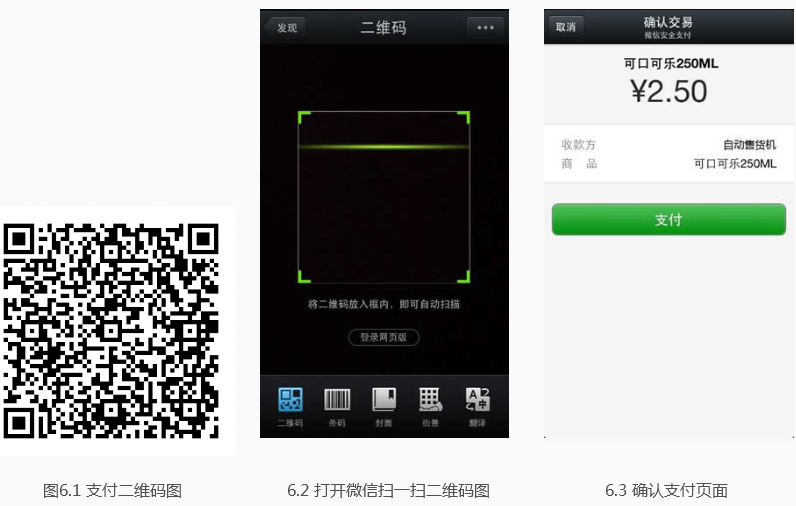 发现
二维码
将二维码放入框内，即可自动扫描
登录网页版
二维码
条码
封面
街景
翻译
取消
确认交易
微信安全支付
可口可乐250ML
¥2.50
收款方 自动售货机
商 品 可口可乐250ML
支付
图6.1 支付二维码图
6.2 打开微信扫一扫二维码图
6.3 确认支付页面